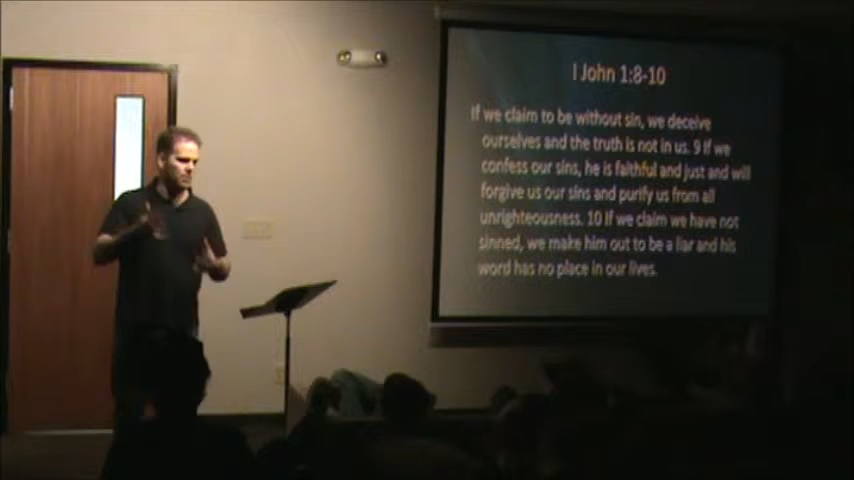 I John 1:8-10
If we claim to be without sin, we deceive
ourselves and the truth is not in us. 9 If we
confess our sins, he is faithful and just and will
forgive us our sins and purify us from all
unrighteousness. 10 If we claim we have not
sinned, we make him out to be a liar and his
word has no place in our lives.